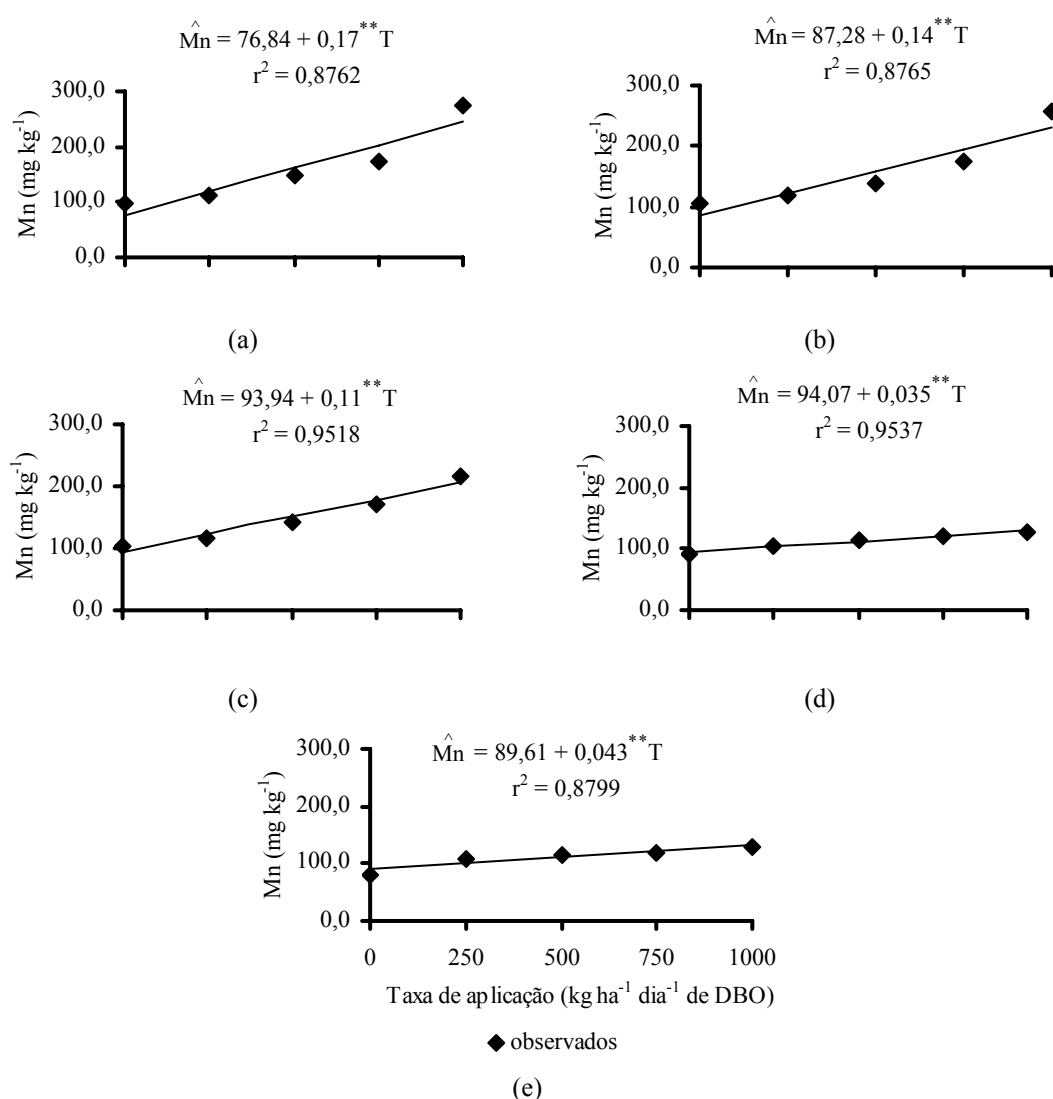 ^
Mn = 76,84 + 0,17**T
r² = 0,8762
300,0
200,0
100,0
0,0
Mn (mg kg⁻¹)
(a)
^
Mn = 87,28 + 0,14**T
r² = 0,8765
300,0
200,0
100,0
0,0
Mn (mg kg⁻¹)
(b)
^
Mn = 93,94 + 0,11**T
r² = 0,9518
300,0
200,0
100,0
0,0
Mn (mg kg⁻¹)
(c)
^
Mn = 94,07 + 0,035**T
r² = 0,9537
300,0
200,0
100,0
0,0
Mn (mg kg⁻¹)
(d)
^
Mn = 89,61 + 0,043**T
r² = 0,8799
300,0
200,0
100,0
0,0
Mn (mg kg⁻¹)
0 250 500 750 1000
Taxa de aplicação (kg ha⁻¹ dia⁻¹ de DBO)
observados
(e)